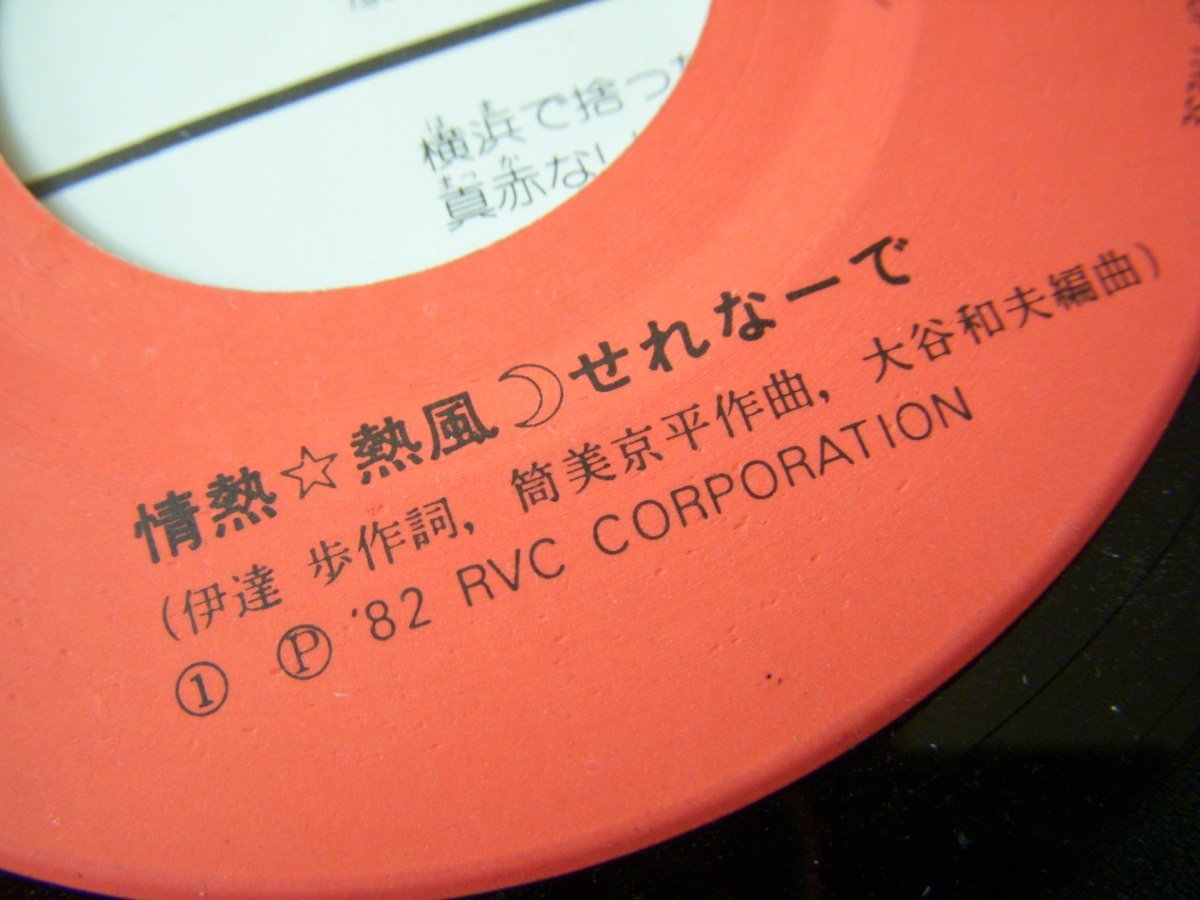 横浜で捨っ
真赤な
情熱☆熱風☽せれなーで
(伊達 歩作詞, 筒美京平作曲, 大谷和夫編曲)
① Ⓟ '82 RVC CORPORATION